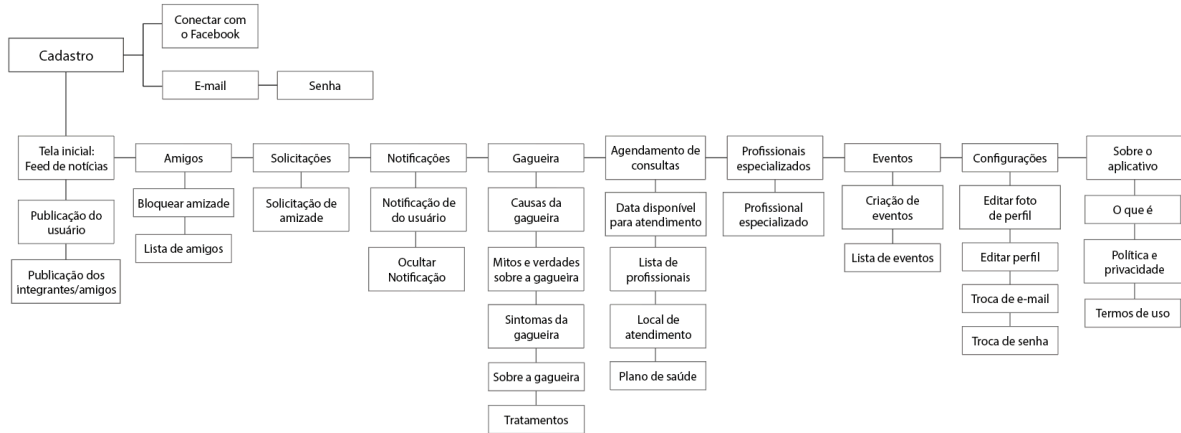 Conectar com
o Facebook
Cadastro
E-mail
Senha
Tela inicial:
Feed de notícias
Amigos
Solicitações
Notificações
Gagueira
Agendamento de
consultas
Profissionais
especializados
Eventos
Configurações
Sobre o
aplicativo
Publicação do
usuário
Publicação dos
integrantes/amigos
Bloquear amizade
Lista de amigos
Solicitação de
amizade
Notificação de
do usuário
Ocultar
Notificação
Causas da
gagueira
Mitos e verdades
sobre a gagueira
Sintomas da
gagueira
Sobre a gagueira
Tratamentos
Data disponível
para atendimento
Lista de
profissionais
Local de
atendimento
Plano de saúde
Profissional
especializado
Criação de
eventos
Lista de eventos
Editar foto
de perfil
Editar perfil
Troca de e-mail
Troca de senha
O que é
Política e
privacidade
Termos de uso